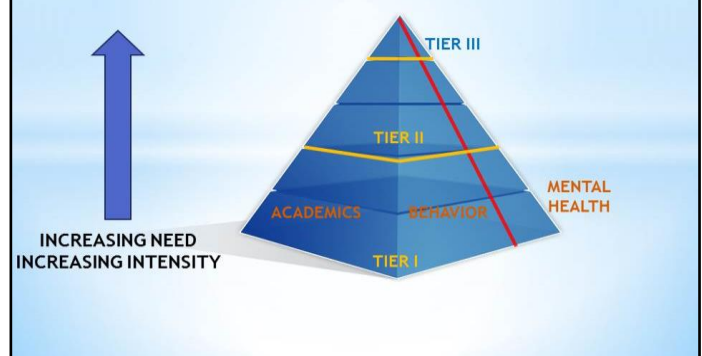 TIER III
TIER II
ACADEMICS
BEHAVIOR
MENTAL
HEALTH
TIER I
INCREASING NEED
INCREASING INTENSITY